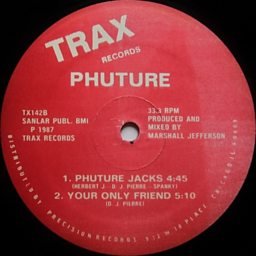 TRAX
RECORDS
PHUTURE
TX142B
SANLAR PUBL. BMI
P 1987
TRAX RECORDS
33.3 RPM
PRODUCED AND
MIXED BY
MARSHALL JEFFERSON
1. PHUTURE JACKS 4:45
(HERBERT J - D. J. PIERRE - SPANKY)
2. YOUR ONLY FRIEND 5:10
(D. J. PIERRE)
PRECISION RECORDS